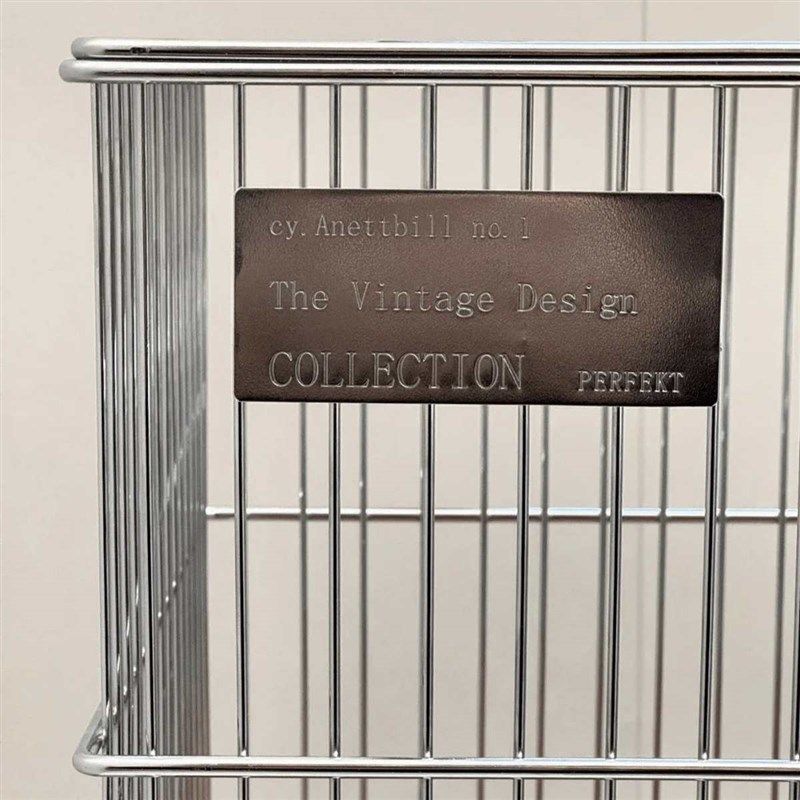 cy. Anettbill no. 1
The Vintage Design
COLLECTION PERFEKT